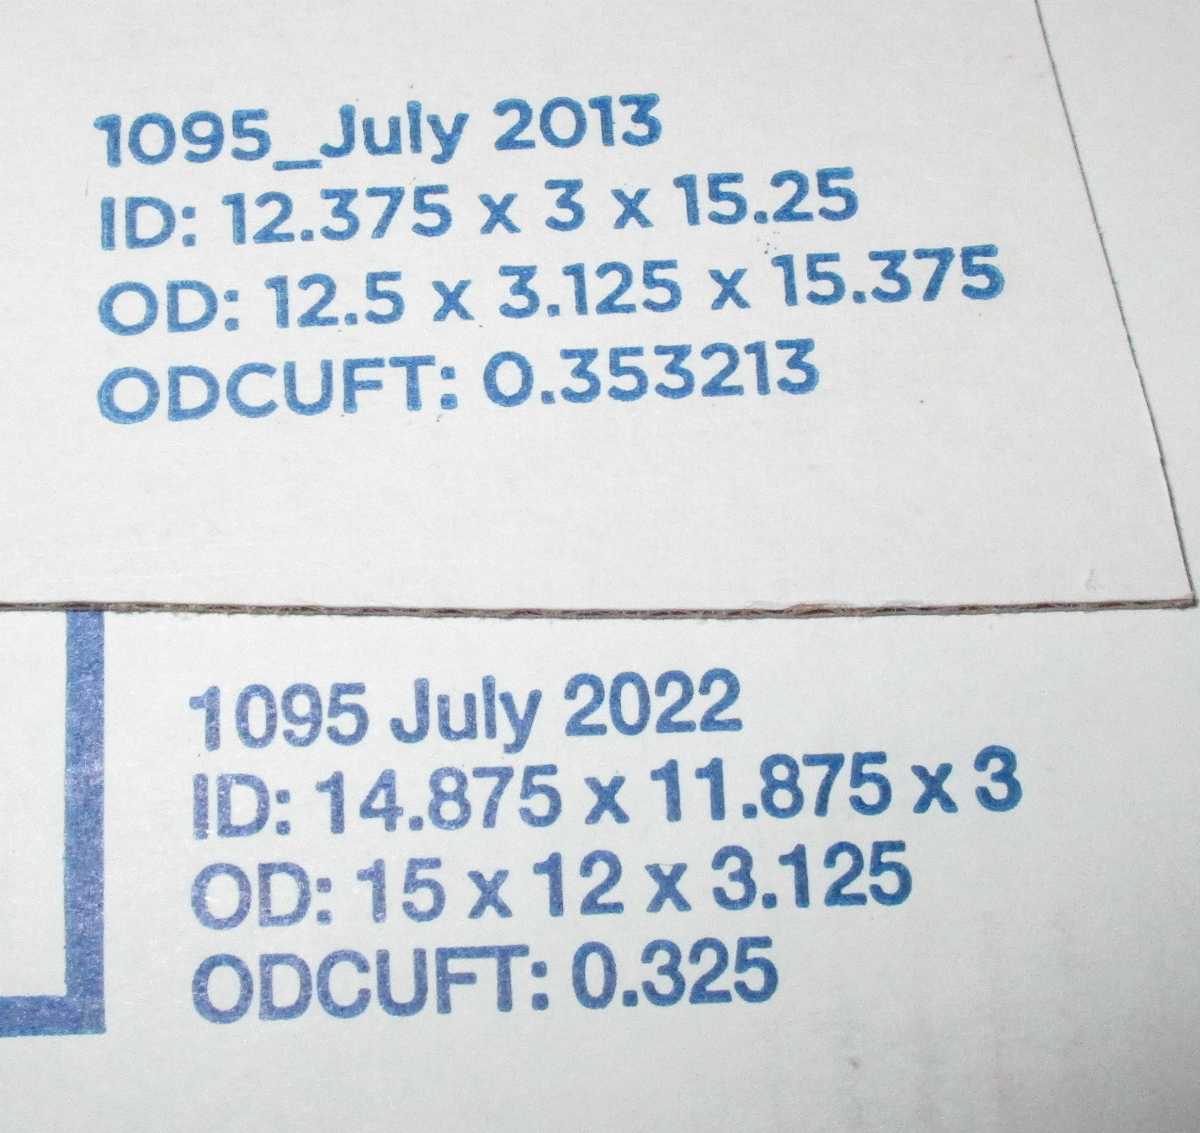 1095_July 2013
ID: 12.375 x 3 x 15.25
OD: 12.5 x 3.125 x 15.375
ODCUFT: 0.353213
1095 July 2022
ID: 14.875 x 11.875 x 3
OD: 15 x 12 x 3.125
ODCUFT: 0.325